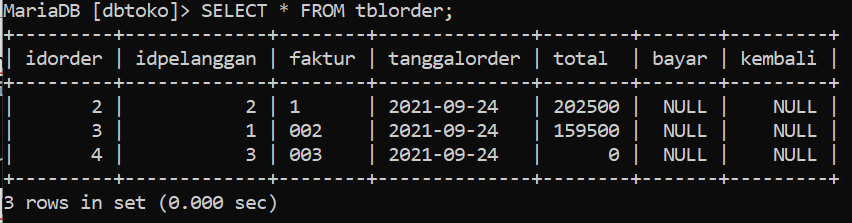 MariaDB [dbtoko]> SELECT * FROM tblorder;
+---------+-------------+--------+--------------+--------+-------+---------+
| idorder | idpelanggan | faktur | tanggalorder | total  | bayar | kembali |
+---------+-------------+--------+--------------+--------+-------+---------+
|       2 |           2 | 1      | 2021-09-24   | 202500 |  NULL |    NULL |
|       3 |           1 | 002    | 2021-09-24   | 159500 |  NULL |    NULL |
|       4 |           3 | 003    | 2021-09-24   |      0 |  NULL |    NULL |
+---------+-------------+--------+--------------+--------+-------+---------+
3 rows in set (0.000 sec)